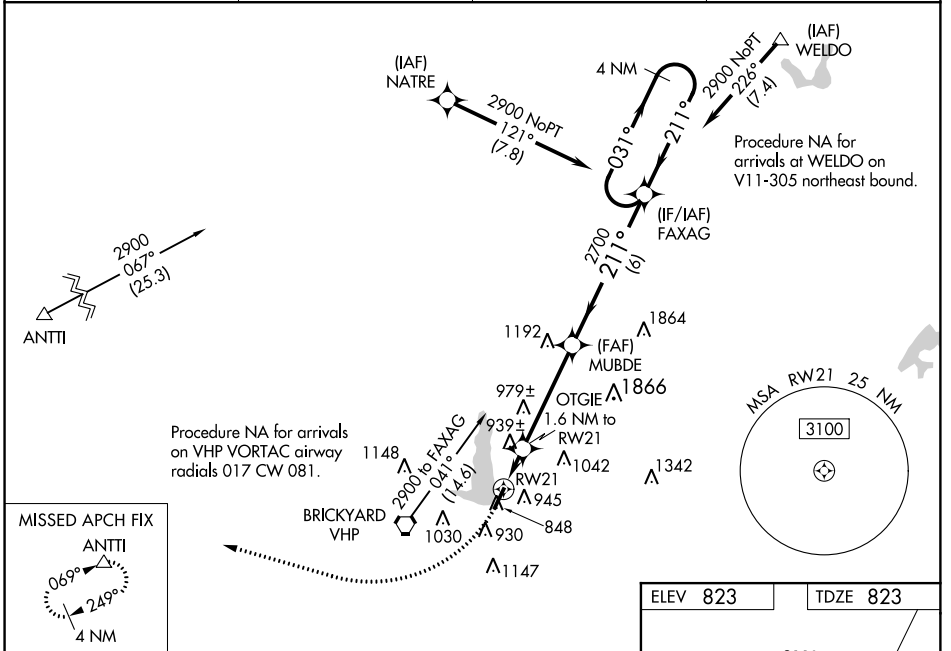 (IAF)
WELDO
2900 NoPT
226°
(7.4)
4 NM
(IAF)
NATRE
2900 NoPT
121°
(7.8)
031°
211°
Procedure NA for
arrivals at WELDO on
V11-305 northeast bound.
(IF/IAF)
FAXAG
2700
211°
(6)
2900
067°
(25.3)
ANTTI
1192
1864
(FAF)
MUBDE
979±
1866
OTGIE
1.6 NM to
RW21
939±
MSA RW21 25 NM
3100
Procedure NA for arrivals
on VHP VORTAC airway
radials 017 CW 081.
1148
2900 to FAXAG
041°
(14.6)
1042
1342
RW21
945
848
BRICKYARD
VHP
1030
930
1147
MISSED APCH FIX
ANTTI
069°
249°
4 NM
ELEV 823
TDZE 823